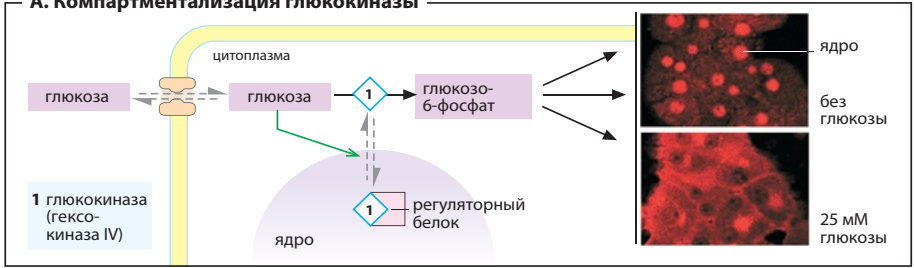 А. Компартментализация глюкокиназы
цитоплазма
глюкоза
глюкоза
1
глюкозо-
6-фосфат
ядро
без
глюкозы
1 глюкокиназа
(гексо-
киназа IV)
1
регуляторный
белок
ядро
25 мМ
глюкозы